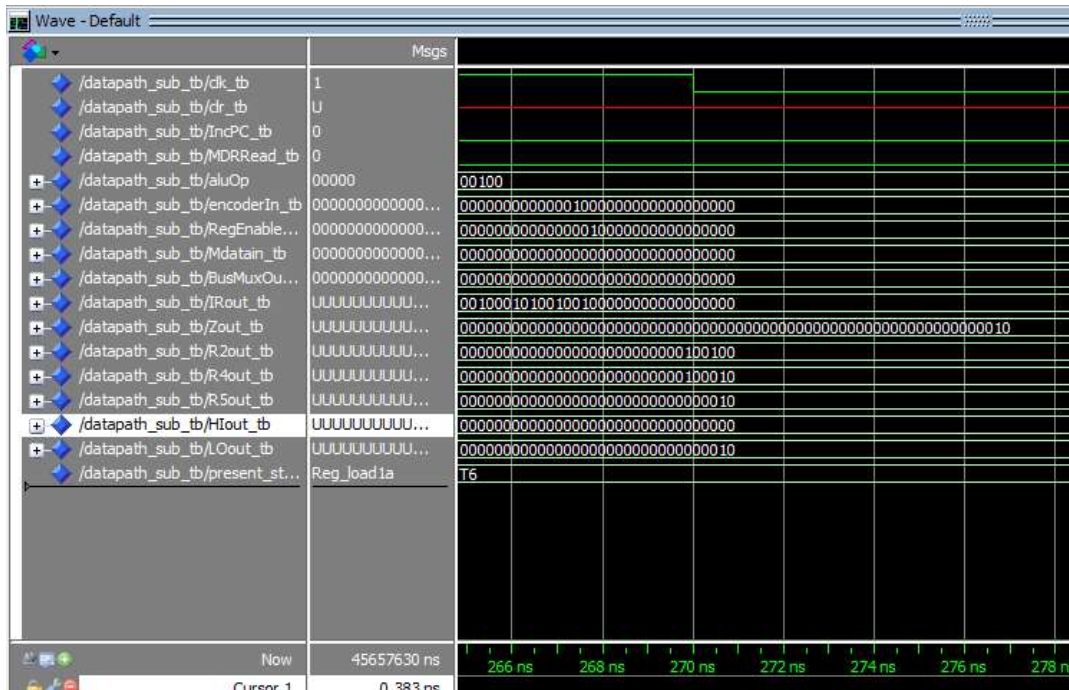 Wave - Default
Msgs
/datapath_sub_tb/clk_tb 1
/datapath_sub_tb/clr_tb U
/datapath_sub_tb/IncPC_tb 0
/datapath_sub_tb/MDRRead_tb 0
/datapath_sub_tb/aluOp 00000 00100
/datapath_sub_tb/encoderIn_tb 0000000000000... 00000000000001000000000000000000
/datapath_sub_tb/RegEnable... 0000000000000... 00000000000000010000000000000000
/datapath_sub_tb/Mdatain_tb 0000000000000... 00000000000000000000000000000000
/datapath_sub_tb/BusMuxOu... 0000000000000... 00000000000000000000000000000000
/datapath_sub_tb/IRout_tb UUUUUUUUUU... 00100010100100100000000000000000
/datapath_sub_tb/Zout_tb UUUUUUUUUU... 0000000000000000000000000000000000000000000000000000000000000010
/datapath_sub_tb/R2out_tb UUUUUUUUUU... 00000000000000000000000000100100
/datapath_sub_tb/R4out_tb UUUUUUUUUU... 00000000000000000000000000100010
/datapath_sub_tb/R5out_tb UUUUUUUUUU... 00000000000000000000000000000010
/datapath_sub_tb/HIout_tb UUUUUUUUUU... 00000000000000000000000000000000
/datapath_sub_tb/LOout_tb UUUUUUUUUU... 00000000000000000000000000000010
/datapath_sub_tb/present_st... Reg_load1a T6
Now 45657630 ns 266 ns 268 ns 270 ns 272 ns 274 ns 276 ns 278 n
Cursor 1 0.383 ns